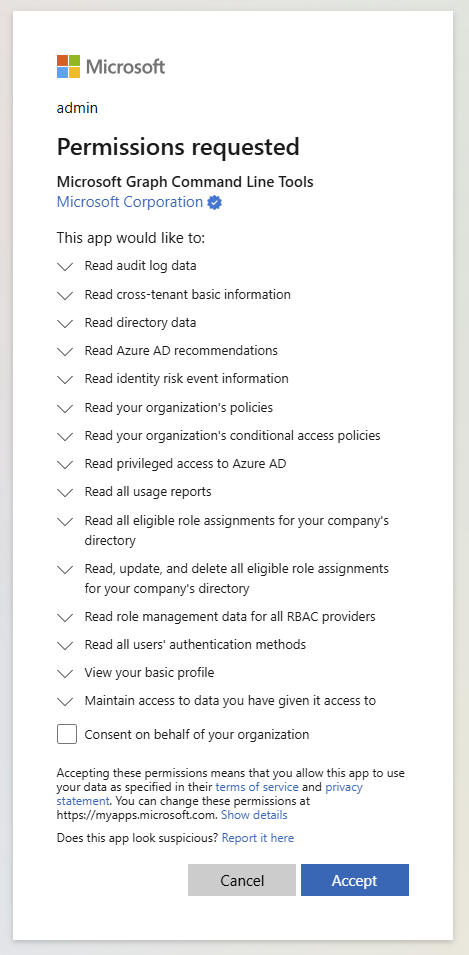 Microsoft
admin
Permissions requested
Microsoft Graph Command Line Tools
Microsoft Corporation
This app would like to:
Read audit log data
Read cross-tenant basic information
Read directory data
Read Azure AD recommendations
Read identity risk event information
Read your organization's policies
Read your organization's conditional access policies
Read privileged access to Azure AD
Read all usage reports
Read all eligible role assignments for your company's
directory
Read, update, and delete all eligible role assignments
for your company's directory
Read role management data for all RBAC providers
Read all users' authentication methods
View your basic profile
Maintain access to data you have given it access to
Consent on behalf of your organization
Accepting these permissions means that you allow this app to use
your data as specified in their terms of service and privacy
statement. You can change these permissions at
https://myapps.microsoft.com. Show details
Does this app look suspicious? Report it here
Cancel Accept